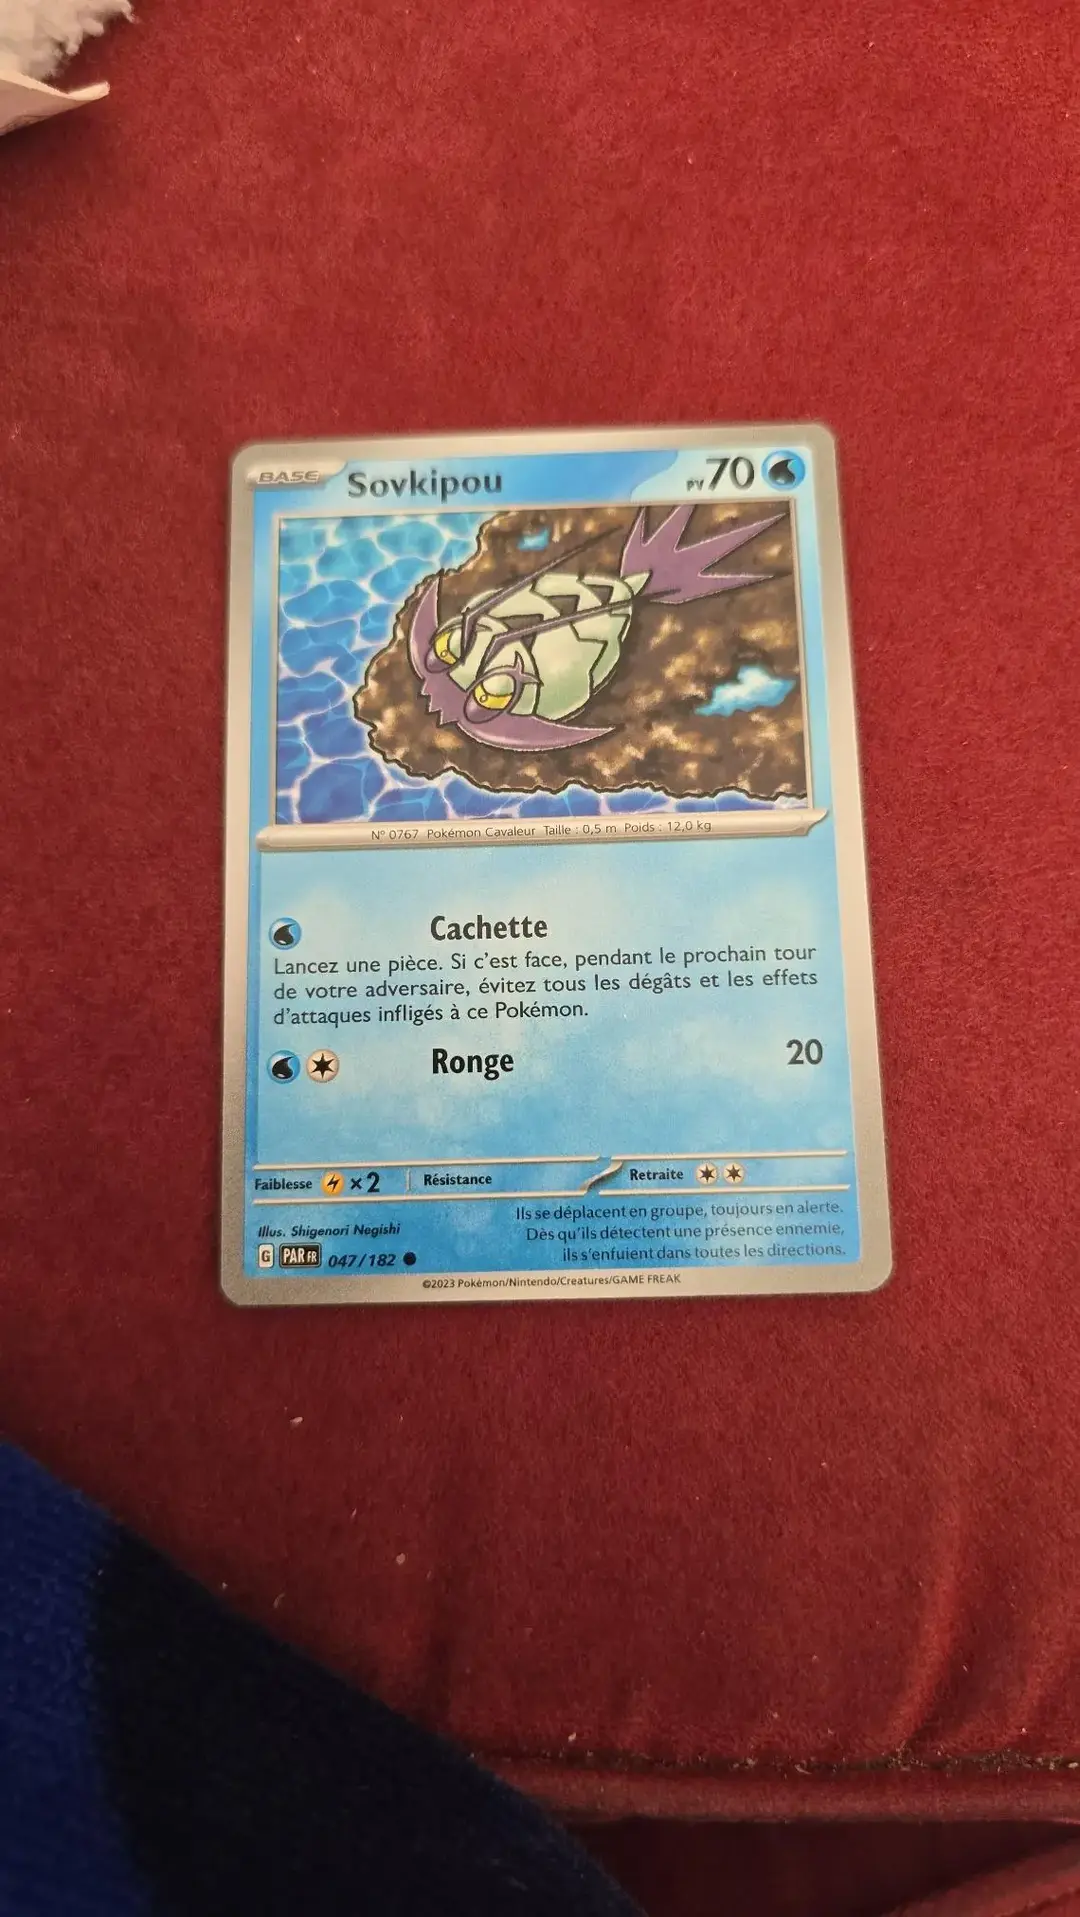 BASE Sovkipou PV 70
N° 0767 Pokémon Cavaleur Taille : 0,5 m Poids : 12,0 kg
Cachette
Lancez une pièce. Si c'est face, pendant le prochain tour
de votre adversaire, évitez tous les dégâts et les effets
d'attaques infligés à ce Pokémon.
Ronge 20
Faiblesse ×2 Résistance Retraite
Ils se déplacent en groupe, toujours en alerte.
Dès qu'ils détectent une présence ennemie,
ils s'enfuient dans toutes les directions.
Illus. Shigenori Negishi
G PAR FR 047/182
©2023 Pokémon/Nintendo/Creatures/GAME FREAK